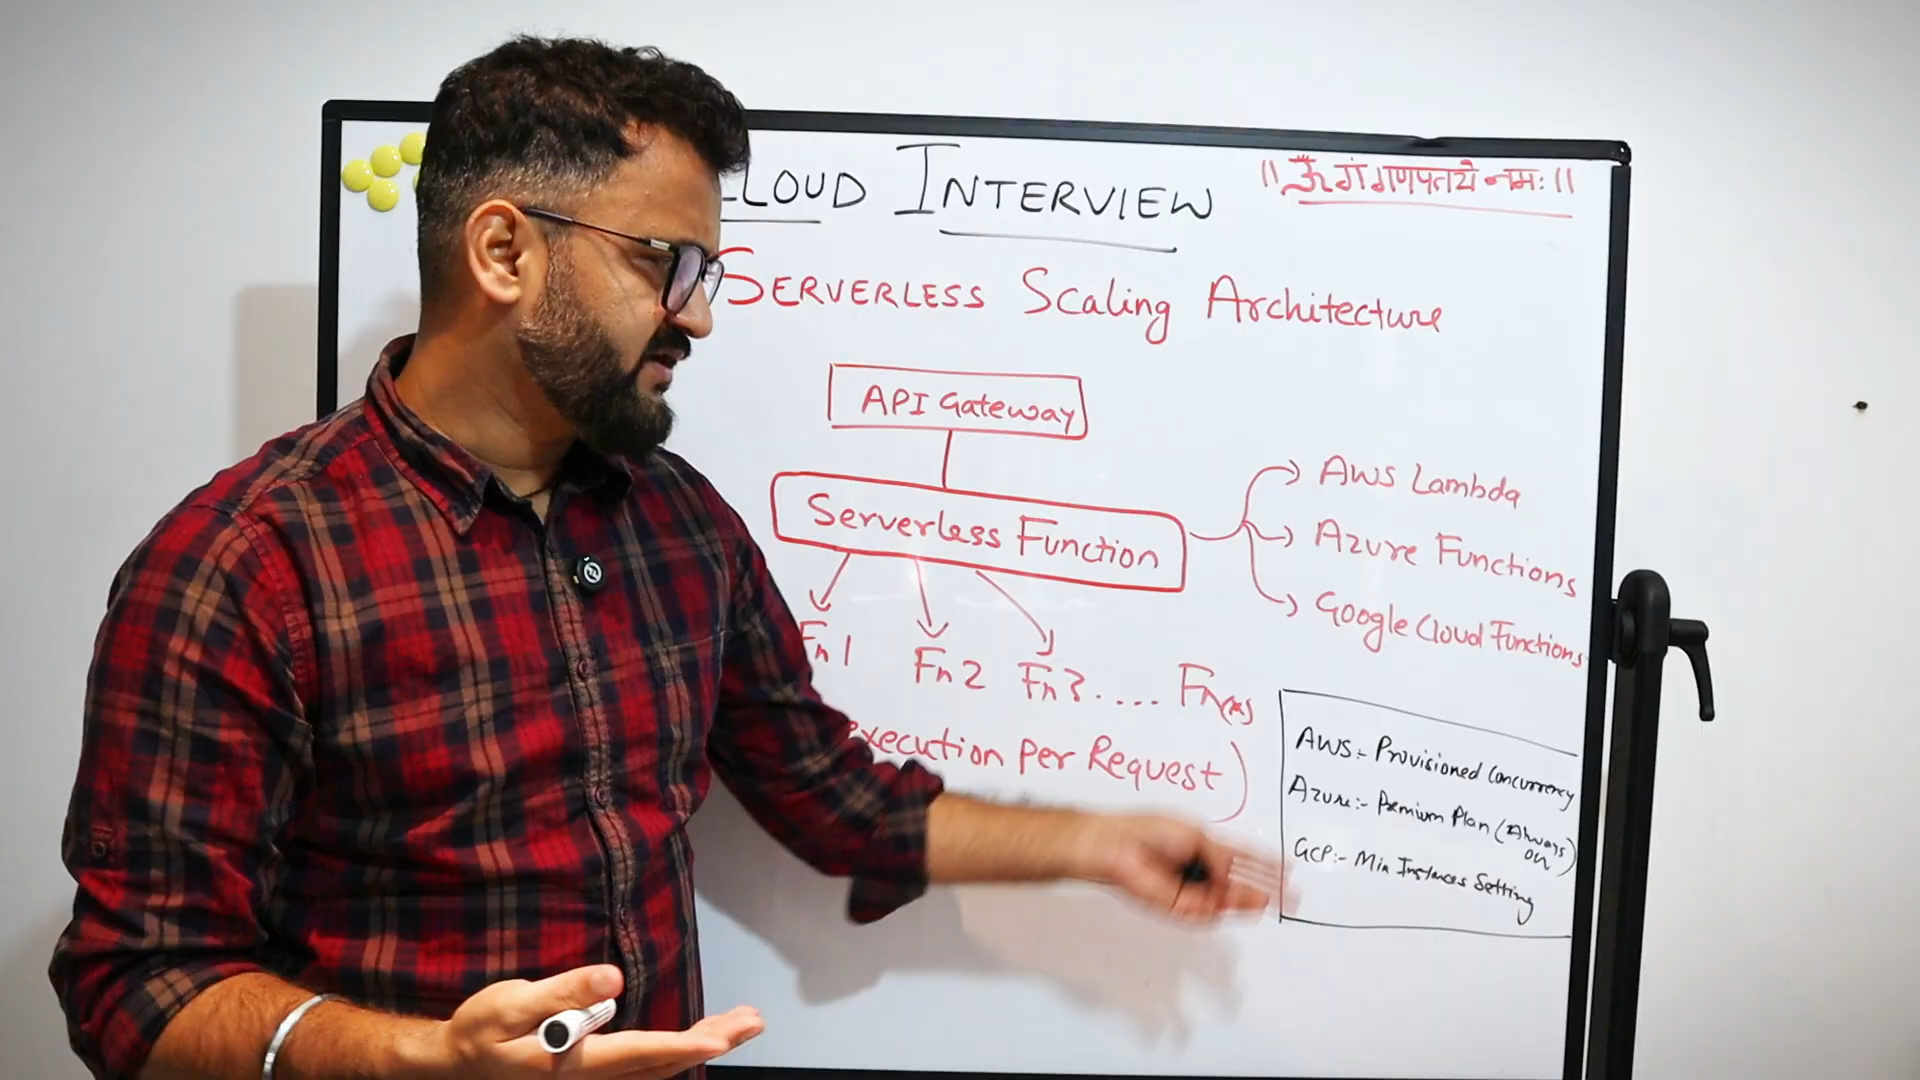 LOUD INTERVIEW
|| ॐ गं गणपतये नमः ||
SERVERLESS Scaling Architecture
API Gateway
Serverless Function
AWS Lambda
Azure Functions
Google Cloud Functions
Fn 1 Fn 2 Fn 3 ....
execution per Request)
AWS:- Provisioned Concurrency
Azure:- Premium Plan (Always on)
GCP:- Min Instances Setting